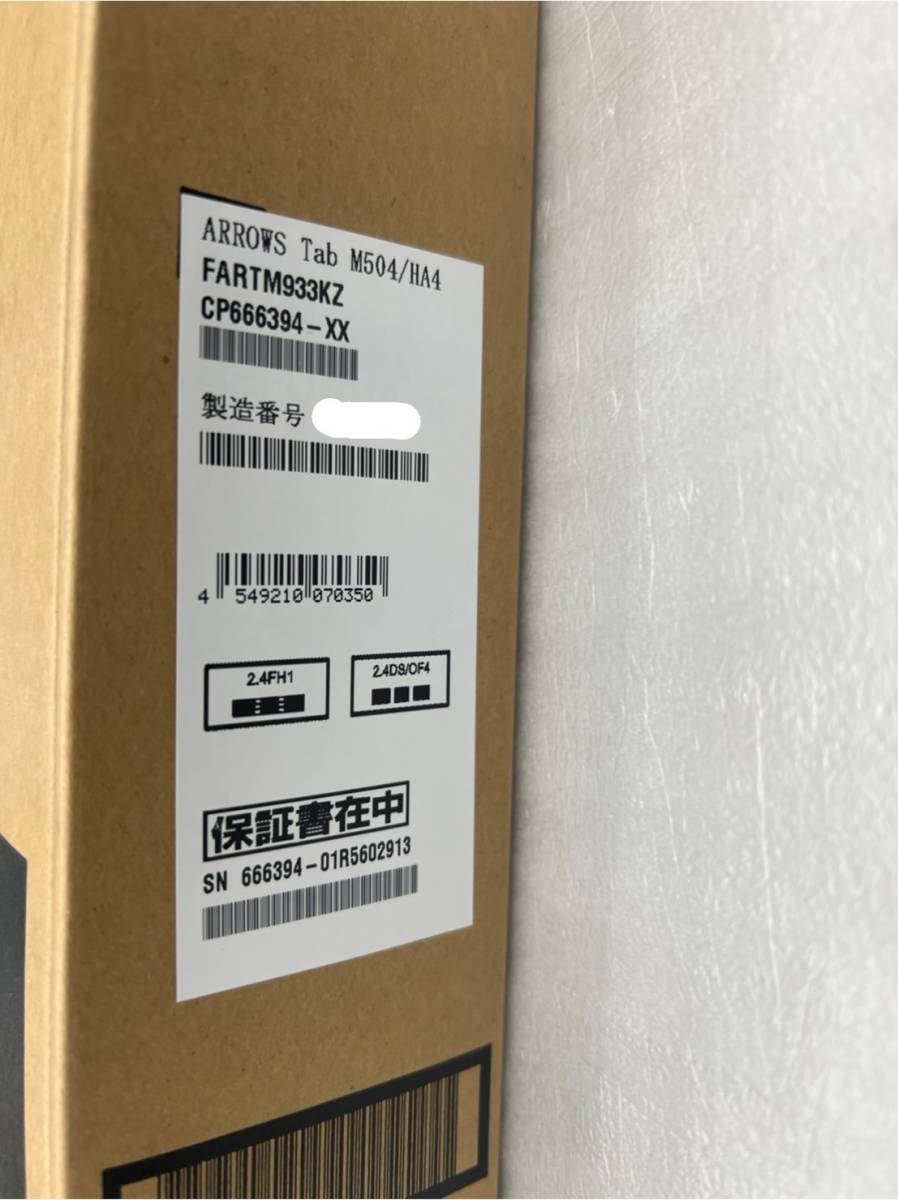 ARROWS Tab M504/HA4
FARTM933KZ
CP666394-XX
製造番号
4 549210 070350
2.4FH1
2.4DS/OF4
保証書在中
SN 666394-01R5602913